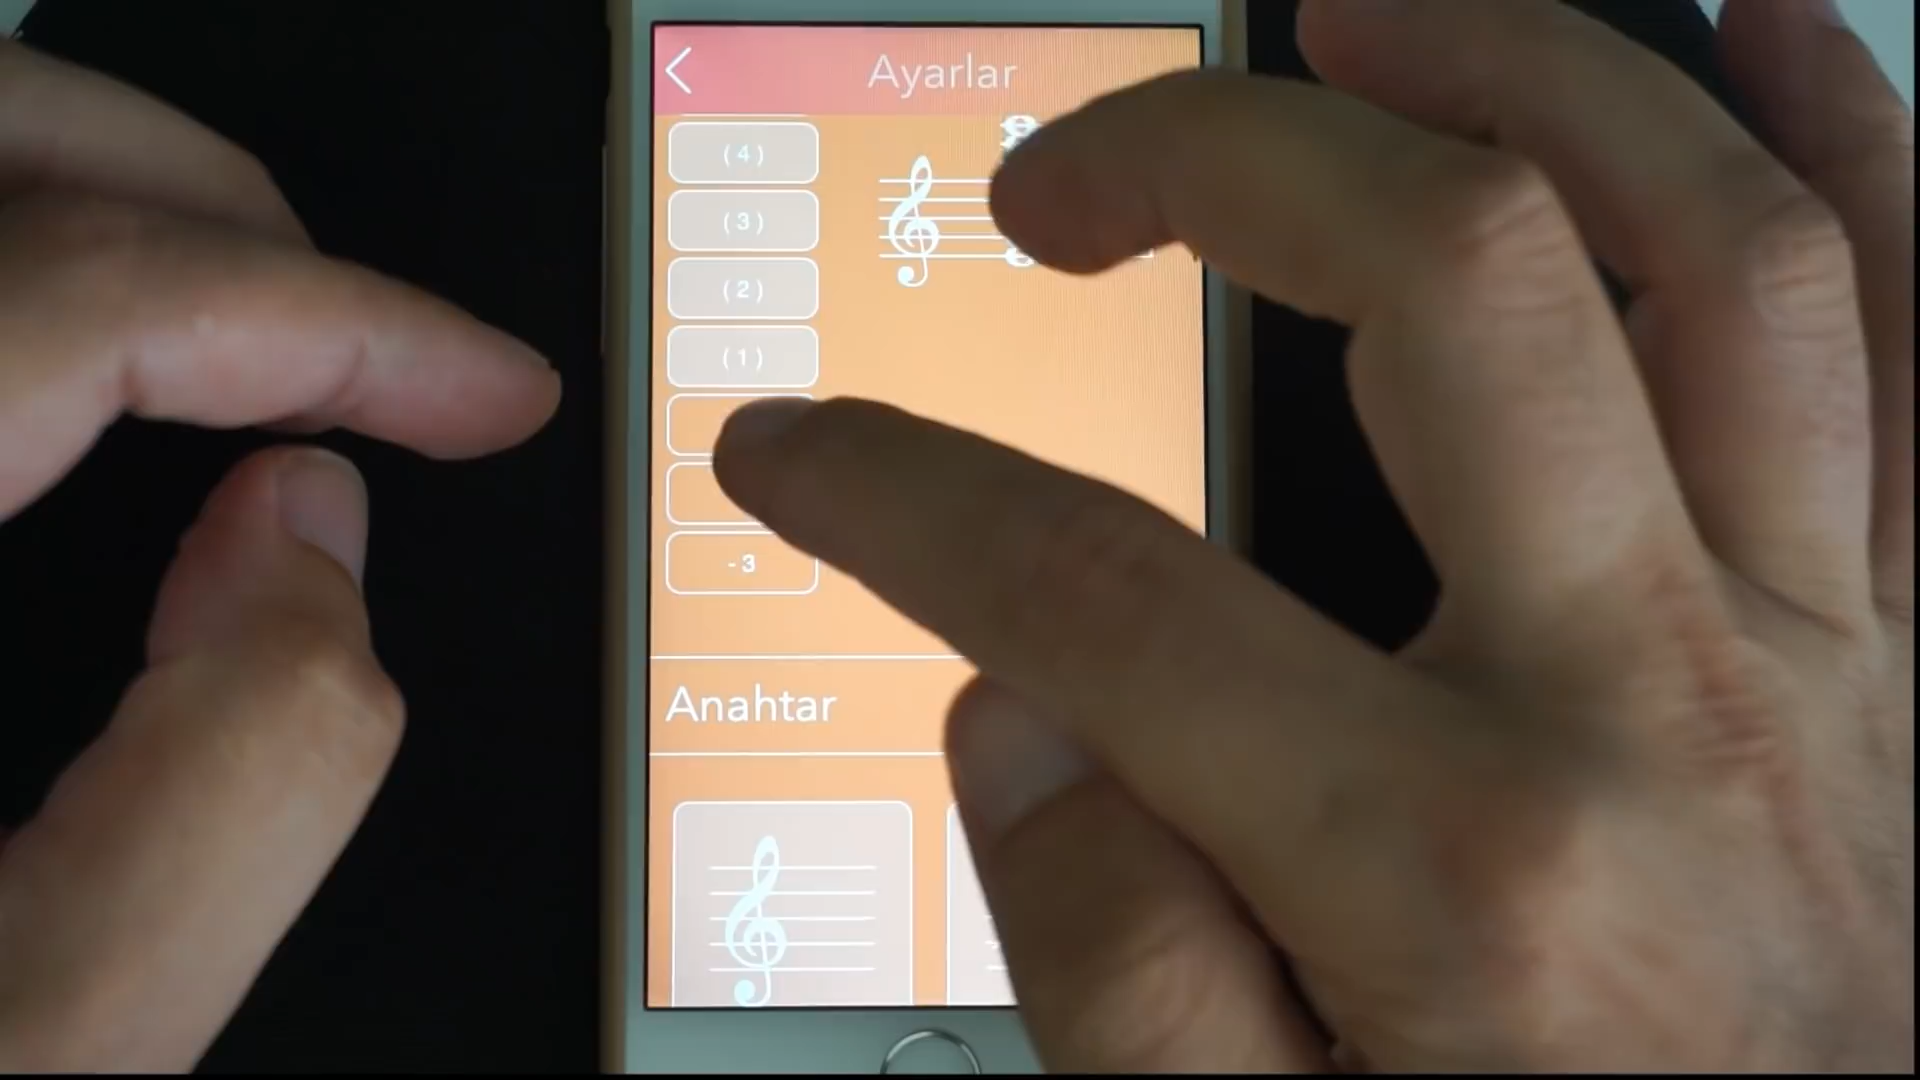 Ayarlar
( 4 )
( 3 )
( 2 )
( 1 )
- 3
Anahtar